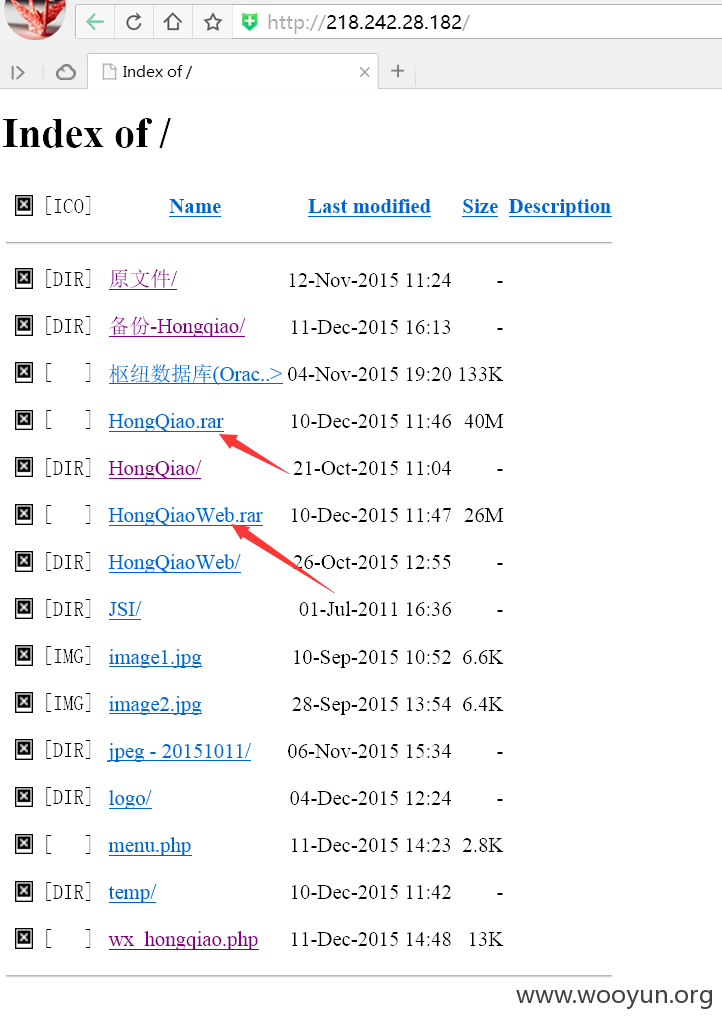 http://218.242.28.182/
Index of /
Index of /
[ICO] Name Last modified Size Description
[DIR] 原文件/ 12-Nov-2015 11:24 -
[DIR] 备份-Hongqiao/ 11-Dec-2015 16:13 -
[ ] 枢纽数据库(Orac..> 04-Nov-2015 19:20 133K
[ ] HongQiao.rar 10-Dec-2015 11:46 40M
[DIR] HongQiao/ 21-Oct-2015 11:04 -
[ ] HongQiaoWeb.rar 10-Dec-2015 11:47 26M
[DIR] HongQiaoWeb/ 26-Oct-2015 12:55 -
[DIR] JSI/ 01-Jul-2011 16:36 -
[IMG] image1.jpg 10-Sep-2015 10:52 6.6K
[IMG] image2.jpg 28-Sep-2015 13:54 6.4K
[DIR] jpeg - 20151011/ 06-Nov-2015 15:34 -
[DIR] logo/ 04-Dec-2015 12:24 -
[ ] menu.php 11-Dec-2015 14:23 2.8K
[DIR] temp/ 10-Dec-2015 11:42 -
[ ] wx_hongqiao.php 11-Dec-2015 14:48 13K
www.wooyun.org